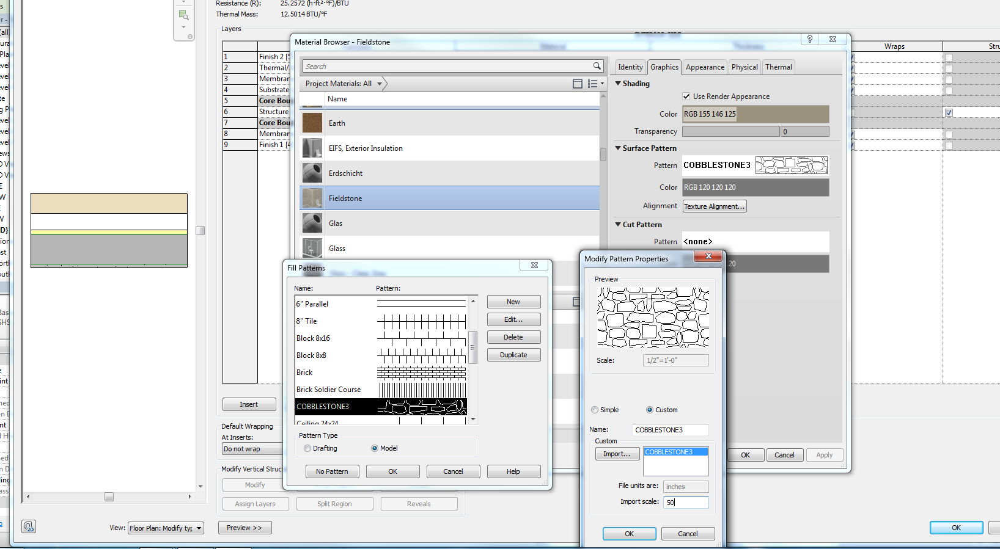 Resistance (R): 25.2572 (h·ft²·°F)/BTU
Thermal Mass: 12.5014 BTU/°F
Layers
1 Finish 2 [5
2 Thermal/
3 Membran
4 Substrate
5 Core Bou
6 Structure
7 Core Bou
8 Membran
9 Finish 1 [4
Wraps
Stru
Insert
Default Wrapping
At Inserts:
Do not wrap
Modify Vertical Struct
Modify
Assign Layers Split Region Reveals
View: Floor Plan: Modify typ Preview >>
OK
Material Browser - Fieldstone
Search
Project Materials: All
Name
Earth
EIFS, Exterior Insulation
Erdschicht
Fieldstone
Glas
Glass
Identity Graphics Appearance Physical Thermal
Shading
Use Render Appearance
Color RGB 155 146 125
Transparency 0
Surface Pattern
Pattern COBBLESTONE3
Color RGB 120 120 120
Alignment Texture Alignment...
Cut Pattern
Pattern <none>
20
OK Cancel Apply
Fill Patterns
Name: Pattern:
6" Parallel
8" Tile
Block 8x16
Block 8x8
Brick
Brick Soldier Course
COBBLESTONE3
Ceiling 24x24
New
Edit...
Delete
Duplicate
Pattern Type
Drafting Model
No Pattern OK Cancel Help
Modify Pattern Properties
Preview
Scale: 1/2"=1'-0"
Simple Custom
Name: COBBLESTONE3
Custom
Import... COBBLESTONE3
File units are: inches
Import scale: 50
OK Cancel